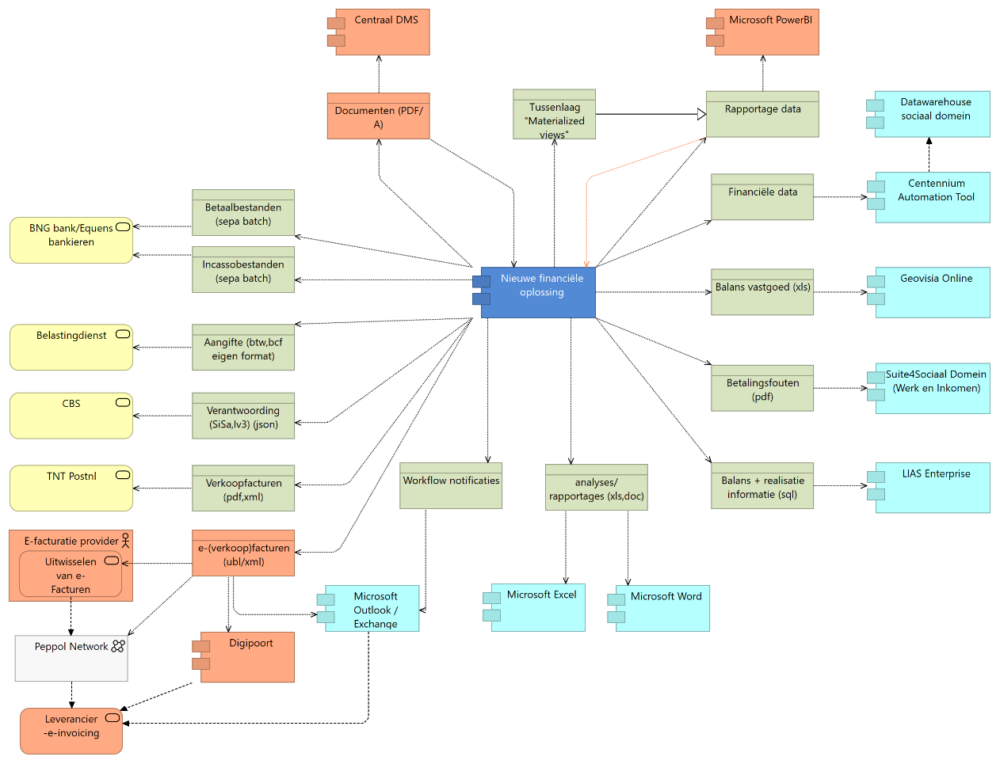 Centraal DMS
Microsoft PowerBI
Documenten (PDF/
A)
Tussenlaag
"Materialized
views"
Rapportage data
Datawarehouse
sociaal domein
Financiële data
Centennium
Automation Tool
Betaalbestanden
(sepa batch)
BNG bank/Equens
bankieren
Incassobestanden
(sepa batch)
Nieuwe financiële
oplossing
Balans vastgoed (xls)
Geovisia Online
Belastingdienst
Aangifte (btw,bcf
eigen format)
Betalingsfouten
(pdf)
Suite4Sociaal Domein
(Werk en Inkomen)
CBS
Verantwoording
(SiSa,Iv3) (json)
TNT Postnl
Verkoopfacturen
(pdf,xml)
Workflow notificaties
analyses/
rapportages (xls,doc)
Balans + realisatie
informatie (sql)
LIAS Enterprise
E-facturatie provider
Uitwisselen
van e-
Facturen
e-(verkoop)facturen
(ubl/xml)
Microsoft
Outlook /
Exchange
Microsoft Excel
Microsoft Word
Peppol Network
Digipoort
Leverancier
-e-invoicing